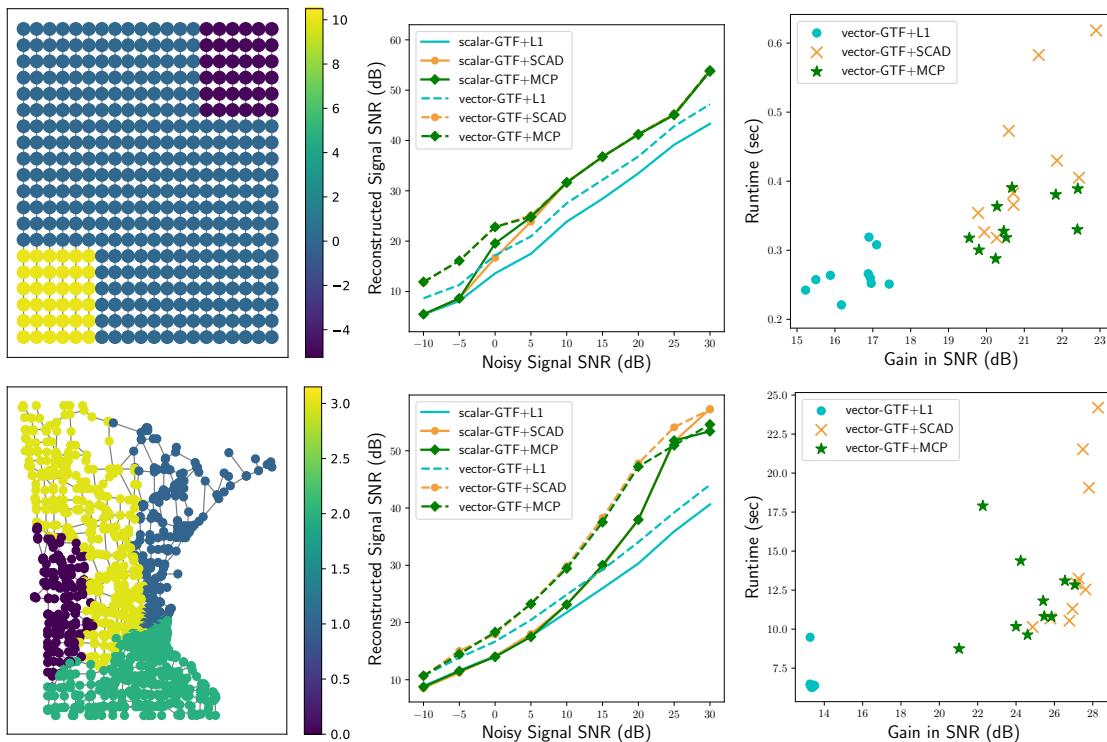 10
8
6
4
2
0
−2
−4
Reconstructed Signal SNR (dB)
60
50
40
30
20
10
scalar-GTF+L1
scalar-GTF+SCAD
scalar-GTF+MCP
vector-GTF+L1
vector-GTF+SCAD
vector-GTF+MCP
−10 −5 0 5 10 15 20 25 30
Noisy Signal SNR (dB)
Runtime (sec)
0.6
0.5
0.4
0.3
0.2
vector-GTF+L1
vector-GTF+SCAD
vector-GTF+MCP
15 16 17 18 19 20 21 22 23
Gain in SNR (dB)
3.0
2.5
2.0
1.5
1.0
0.5
0.0
Reconstructed Signal SNR (dB)
50
40
30
20
10
scalar-GTF+L1
scalar-GTF+SCAD
scalar-GTF+MCP
vector-GTF+L1
vector-GTF+SCAD
vector-GTF+MCP
−10 −5 0 5 10 15 20 25 30
Noisy Signal SNR (dB)
Runtime (sec)
25.0
22.5
20.0
17.5
15.0
12.5
10.0
7.5
vector-GTF+L1
vector-GTF+SCAD
vector-GTF+MCP
14 16 18 20 22 24 26 28
Gain in SNR (dB)